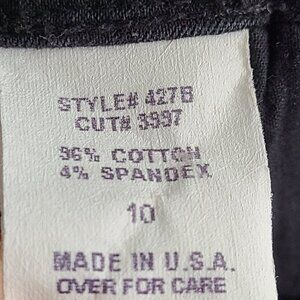 STYLE# 427B
CUT# 3997
96% COTTON
4% SPANDEX
10
MADE IN U.S.A.
OVER FOR CARE